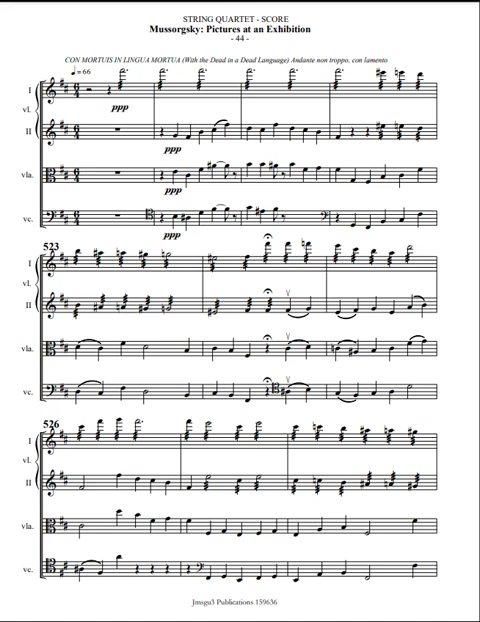 STRING QUARTET - SCORE
Mussorgsky: Pictures at an Exhibition
- 44 -
CON MORTUIS IN LINGUA MORTUA (With the Dead in a Dead Language) Andante non troppo, con lamento
♩ = 66
I
vl.
ppp
II
ppp
vla.
ppp
vc.
ppp
523
I
vl.
II
vla.
vc.
526
I
vl.
II
vla.
vc.
Jmsgu3 Publications 159636